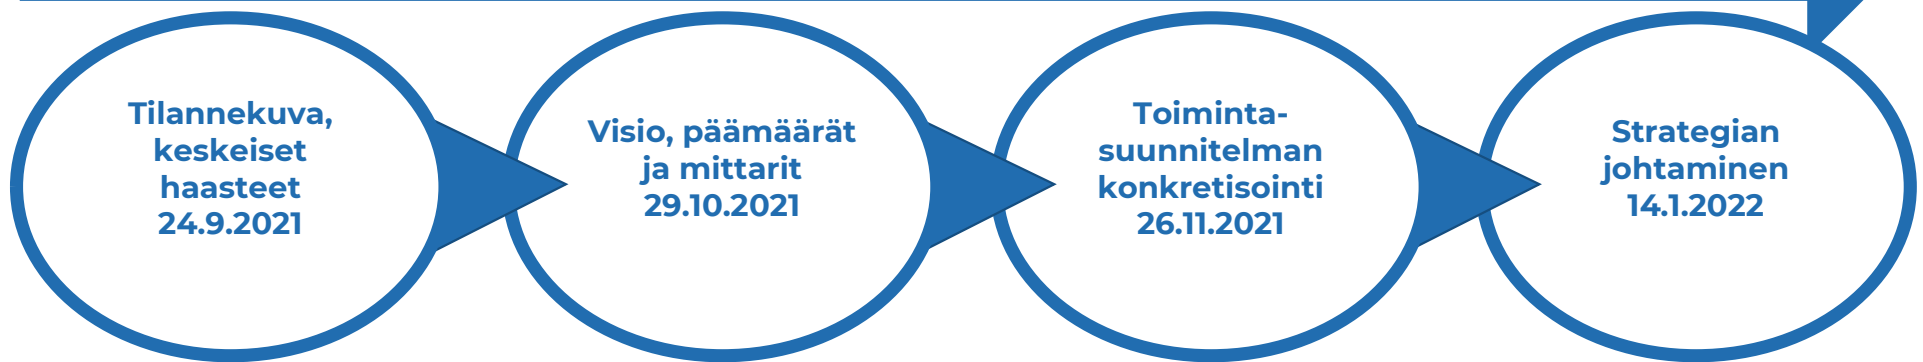 Tilannekuva,
keskeiset
haasteet
24.9.2021
Visio, päämäärät
ja mittarit
29.10.2021
Toiminta-
suunnitelman
konkretisointi
26.11.2021
Strategian
johtaminen
14.1.2022